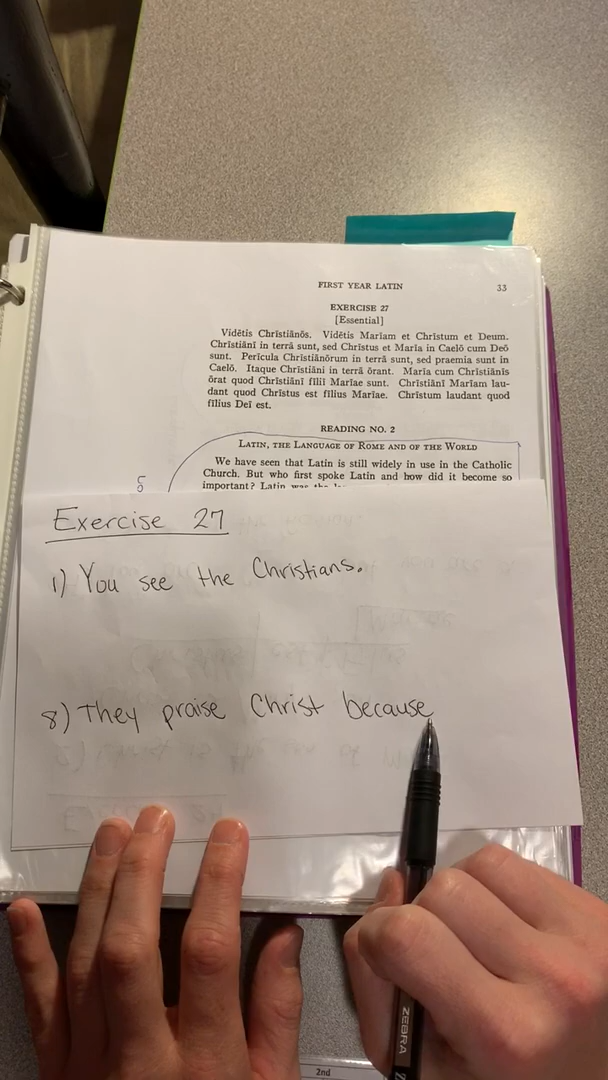 FIRST YEAR LATIN 33
EXERCISE 27
[Essential]
Vidētis Chrīstiānōs. Vidētis Marīam et Chrīstum et Deum.
Chrīstiānī in terrā sunt, sed Chrīstus et Marīa in Caelō cum Deō
sunt. Perīcula Chrīstiānōrum in terrā sunt, sed praemia sunt in
Caelō. Itaque Chrīstiānī in terrā ōrant. Marīa cum Chrīstiānīs
ōrat quod Chrīstiānī fīliī Marīae sunt. Chrīstiānī Marīam lau-
dant quod Chrīstus est fīlius Marīae. Chrīstum laudant quod
fīlius Deī est.
READING NO. 2
LATIN, THE LANGUAGE OF ROME AND OF THE WORLD
We have seen that Latin is still widely in use in the Catholic
Church. But who first spoke Latin and how did it become so
important? Latin was the
Exercise 27
1) You see the Christians.
8) They praise Christ because
ZEBRA
2nd